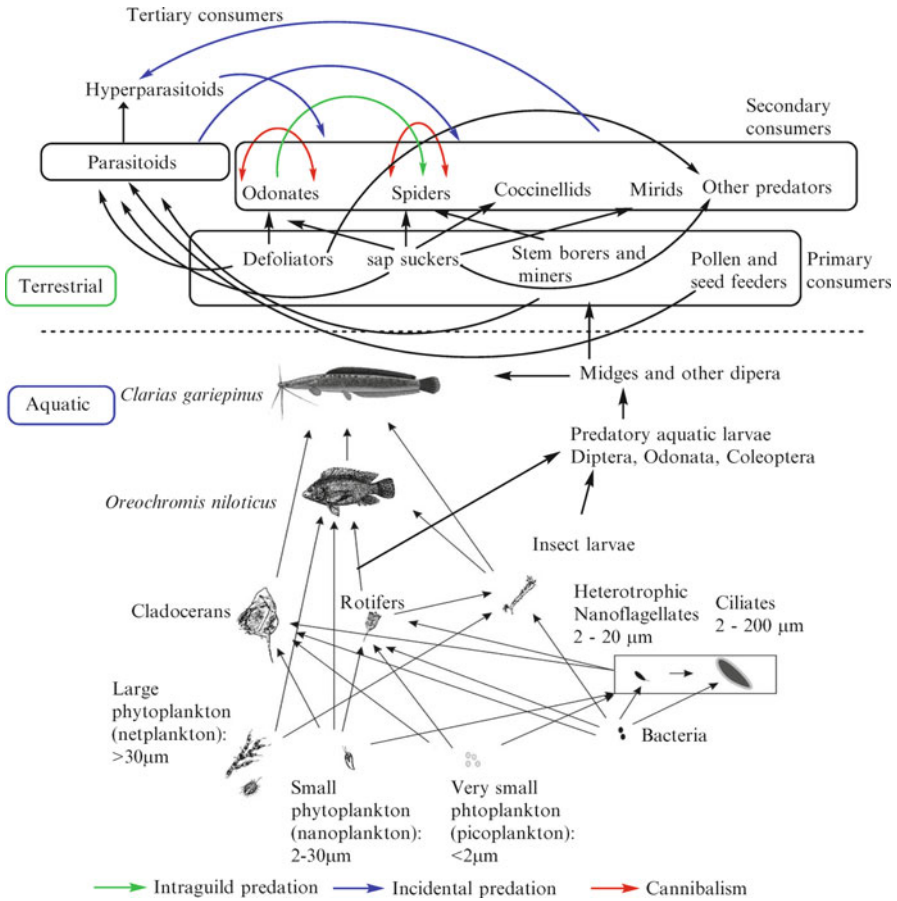 Tertiary consumers
Hyperparasitoids
Secondary
consumers
Parasitoids
Odonates
Spiders
Coccinellids
Mirids
Other predators
Defoliators
sap suckers
Stem borers and
miners
Pollen and
seed feeders
Primary
consumers
Terrestrial
Aquatic
Clarias gariepinus
Midges and other dipera
Predatory aquatic larvae
Diptera, Odonata, Coleoptera
Oreochromis niloticus
Insect larvae
Cladocerans
Rotifers
Heterotrophic
Nanoflagellates
2 - 20 µm
Ciliates
2 - 200 µm
Large
phytoplankton
(netplankton):
>30µm
Bacteria
Small
phytoplankton
(nanoplankton):
2-30µm
Very small
phtoplankton
(picoplankton):
<2µm
Intraguild predation
Incidental predation
Cannibalism